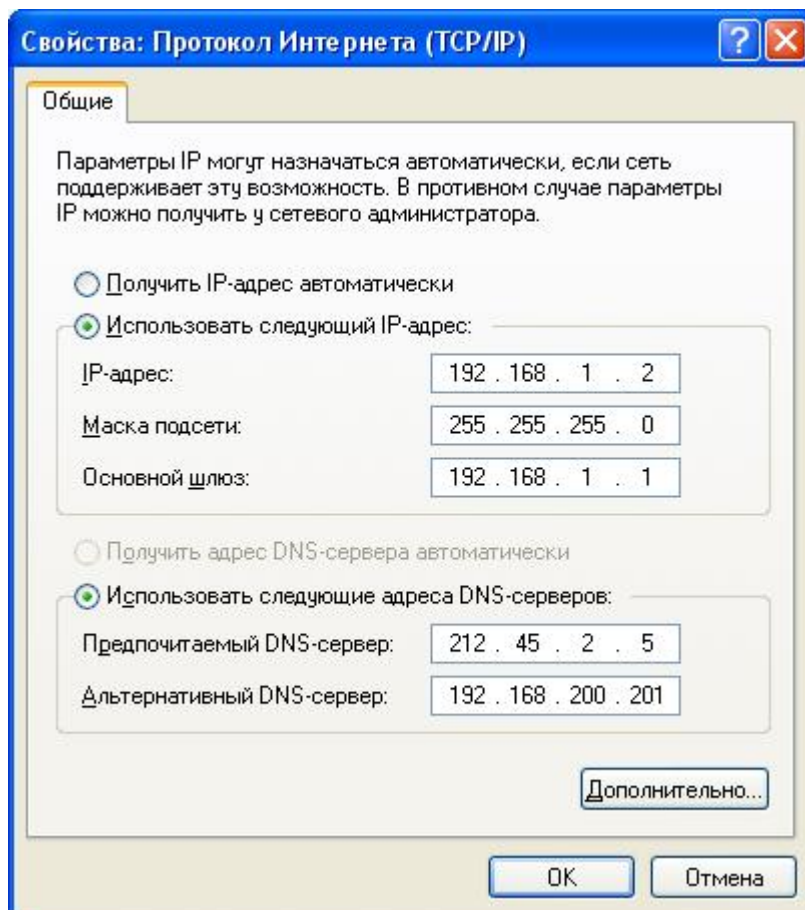 Свойства: Протокол Интернета (TCP/IP)
Общие
Параметры IP могут назначаться автоматически, если сеть
поддерживает эту возможность. В противном случае параметры
IP можно получить у сетевого администратора.
Получить IP-адрес автоматически
Использовать следующий IP-адрес:
IP-адрес: 192 . 168 . 1 . 2
Маска подсети: 255 . 255 . 255 . 0
Основной шлюз: 192 . 168 . 1 . 1
Получить адрес DNS-сервера автоматически
Использовать следующие адреса DNS-серверов:
Предпочитаемый DNS-сервер: 212 . 45 . 2 . 5
Альтернативный DNS-сервер: 192 . 168 . 200 . 201
Дополнительно...
OK Отмена